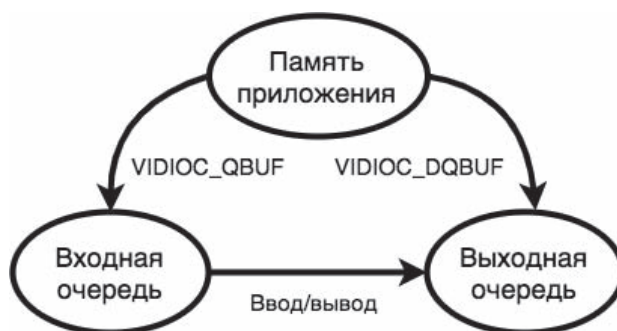 Память
приложения
VIDIOC_QBUF
VIDIOC_DQBUF
Входная
очередь
Ввод/вывод
Выходная
очередь